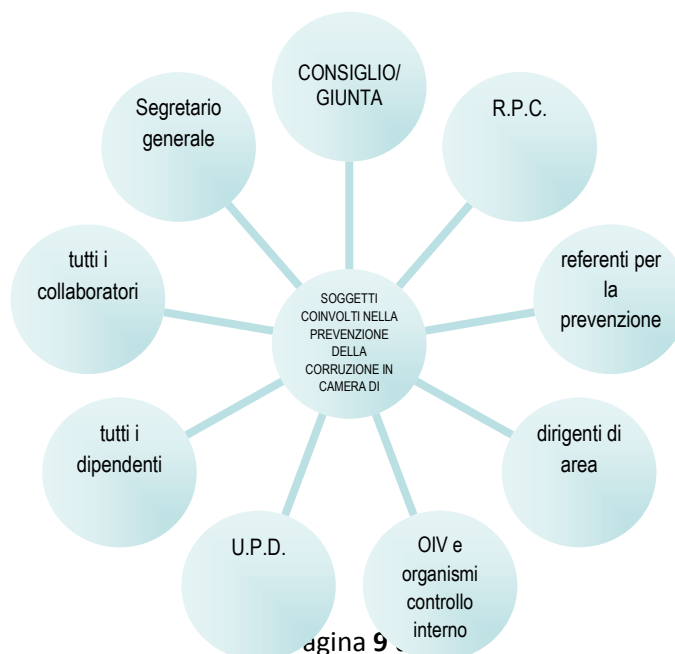 CONSIGLIO/
GIUNTA
R.P.C.
referenti per
la
prevenzione
dirigenti di
area
OIV e
organismi
controllo
interno
U.P.D.
tutti i
dipendenti
tutti i
collaboratori
Segretario
generale
SOGGETTI
COINVOLTI NELLA
PREVENZIONE
DELLA
CORRUZIONE IN
CAMERA DI
agina 9